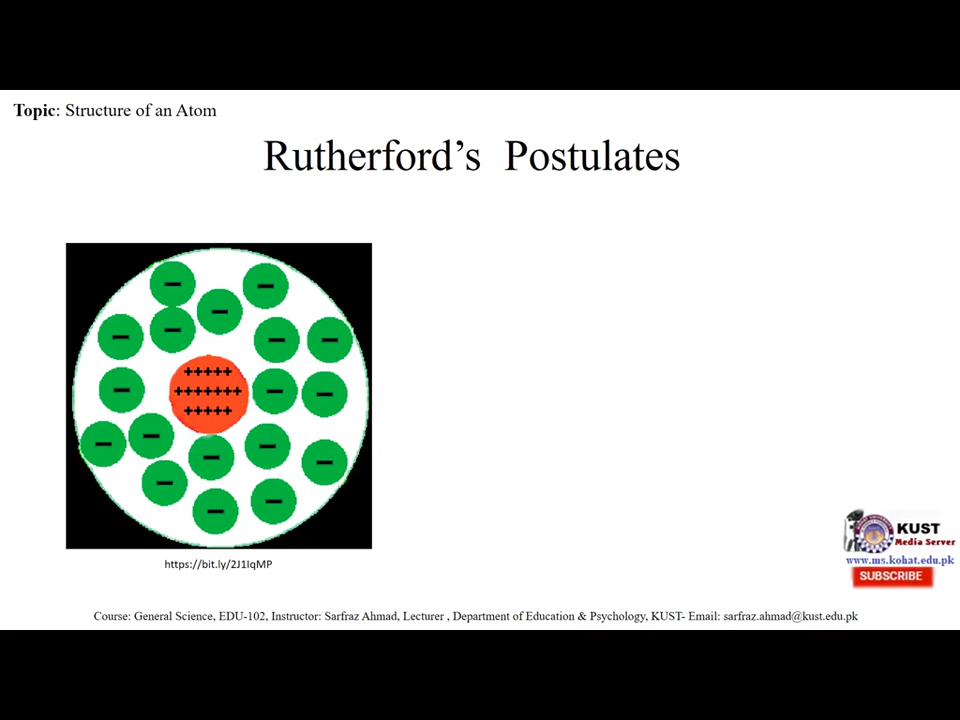 Topic: Structure of an Atom
Rutherford’s Postulates
+++++
+++++++
+++++
https://bit.ly/2J1IqMP
KUST
Media Server
www.ms.kohat.edu.pk
SUBSCRIBE
Course: General Science, EDU-102, Instructor: Sarfraz Ahmad, Lecturer , Department of Education & Psychology, KUST- Email: sarfraz.ahmad@kust.edu.pk